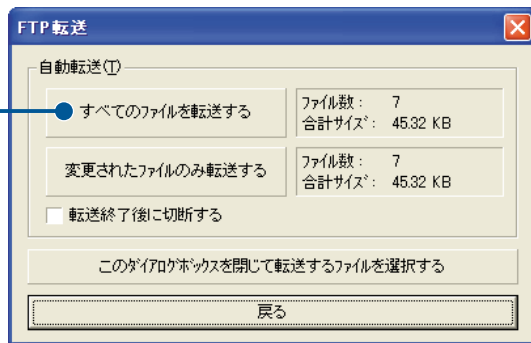 FTP転送
自動転送(T)
すべてのファイルを転送する
ファイル数： 7
合計サイズ： 45.32 KB
変更されたファイルのみ転送する
ファイル数： 7
合計サイズ： 45.32 KB
転送終了後に切断する
このダイアログボックスを閉じて転送するファイルを選択する
戻る